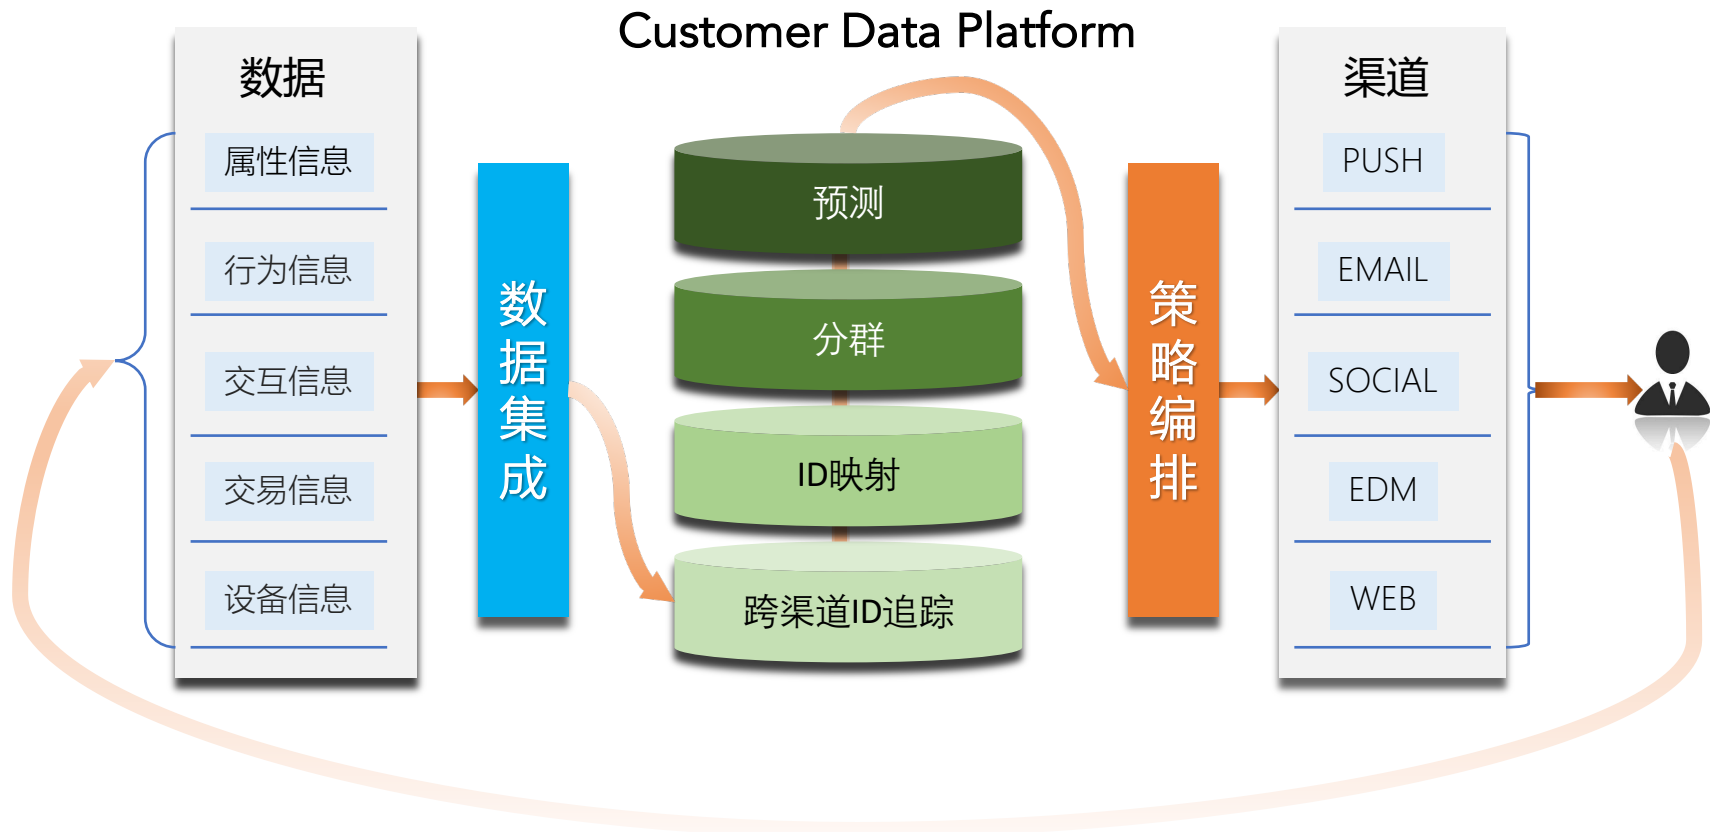 Customer Data Platform
数据
属性信息
行为信息
交互信息
交易信息
设备信息
数据集成
预测
分群
ID映射
跨渠道ID追踪
策略编排
渠道
PUSH
EMAIL
SOCIAL
EDM
WEB